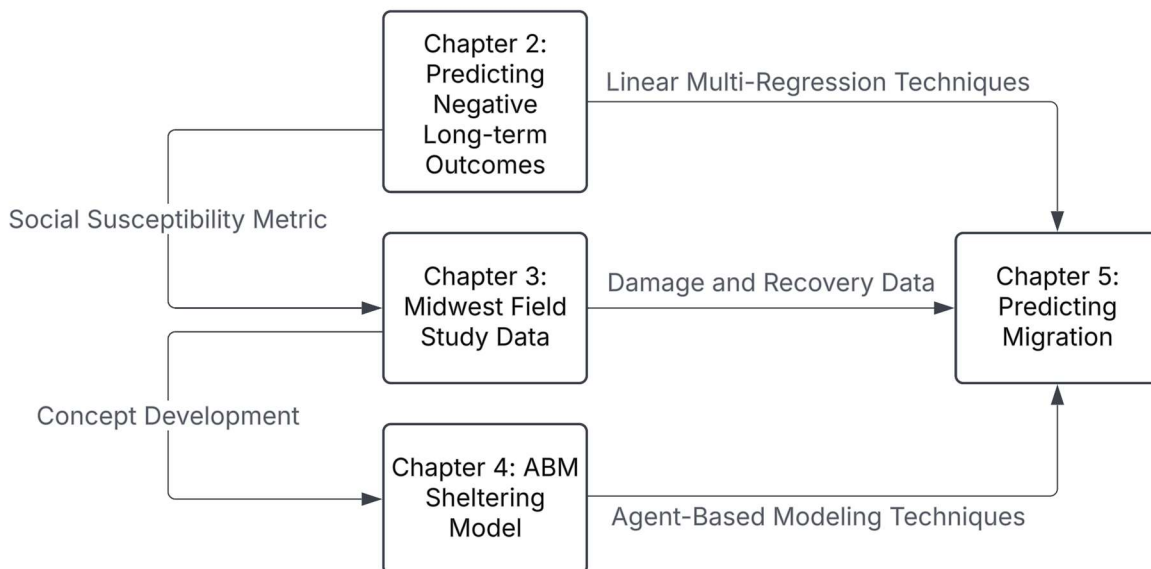 Chapter 2:
Predicting
Negative
Long-term
Outcomes
Linear Multi-Regression Techniques
Social Susceptibility Metric
Chapter 3:
Midwest Field
Study Data
Damage and Recovery Data
Chapter 5:
Predicting
Migration
Concept Development
Chapter 4: ABM
Sheltering
Model
Agent-Based Modeling Techniques